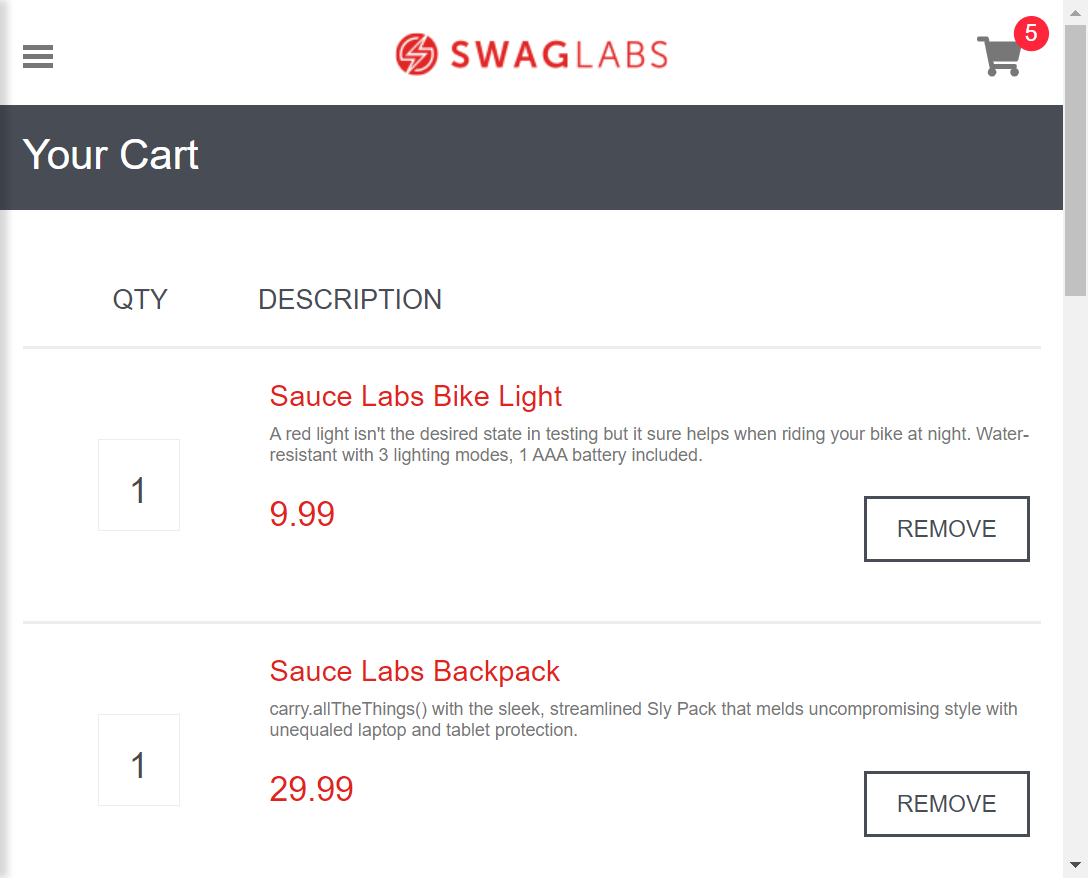 SWAGLABS
5
Your Cart
QTY DESCRIPTION
Sauce Labs Bike Light
A red light isn't the desired state in testing but it sure helps when riding your bike at night. Water-
resistant with 3 lighting modes, 1 AAA battery included.
1
9.99
REMOVE
Sauce Labs Backpack
carry.allTheThings() with the sleek, streamlined Sly Pack that melds uncompromising style with
unequaled laptop and tablet protection.
1
29.99
REMOVE